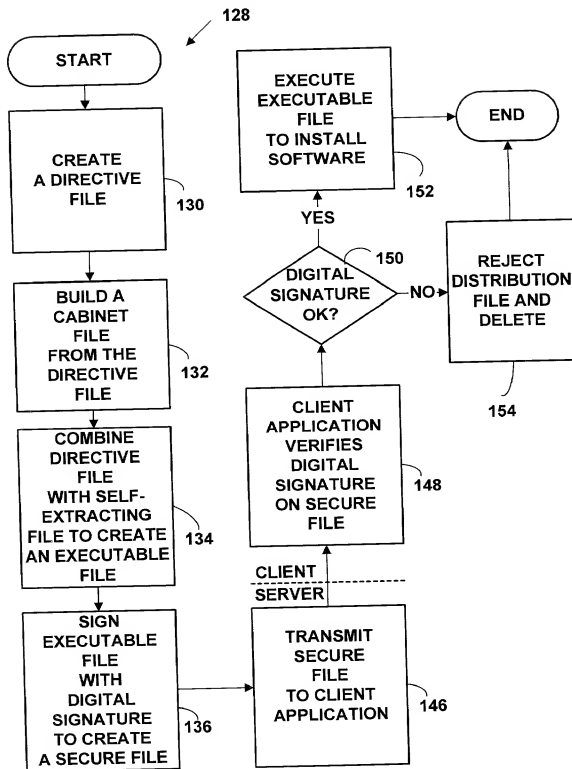 128
START
CREATE
A DIRECTIVE
FILE
130
BUILD A
CABINET
FILE
FROM THE
DIRECTIVE
FILE
132
COMBINE
DIRECTIVE
FILE
WITH SELF-
EXTRACTING
FILE TO CREATE
AN EXECUTABLE
FILE
134
SIGN
EXECUTABLE
FILE
WITH
DIGITAL
SIGNATURE
TO CREATE
A SECURE FILE
136
TRANSMIT
SECURE
FILE
TO CLIENT
APPLICATION
146
CLIENT
SERVER
CLIENT
APPLICATION
VERIFIES
DIGITAL
SIGNATURE
ON SECURE
FILE
148
DIGITAL
SIGNATURE
OK?
150
YES
NO
EXECUTE
EXECUTABLE
FILE
TO INSTALL
SOFTWARE
152
REJECT
DISTRIBUTION
FILE AND
DELETE
154
END